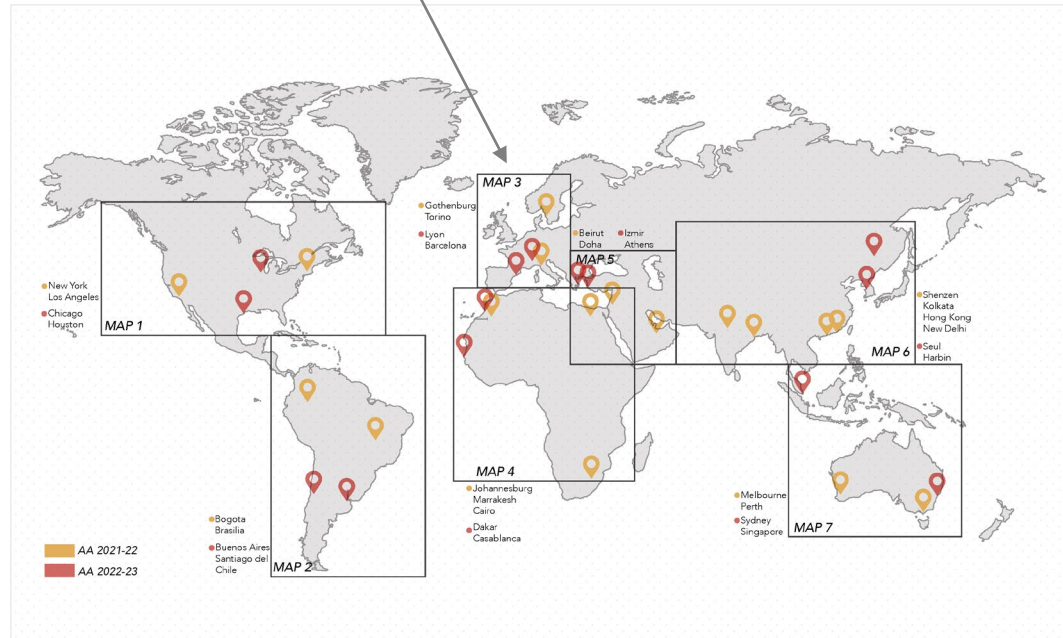 MAP 3
Gothenburg
Torino
Lyon
Barcelona
Beirut
Doha
Izmir
Athens
MAP 5
New York
Los Angeles
Chicago
Houston
MAP 1
Shenzen
Kolkata
Hong Kong
New Delhi
Seul
Harbin
MAP 6
MAP 4
Johannesburg
Marrakesh
Cairo
Dakar
Casablanca
Melbourne
Perth
Sydney
Singapore
MAP 7
Bogota
Brasilia
Buenos Aires
Santiago del
Chile
MAP 2
AA 2021-22
AA 2022-23